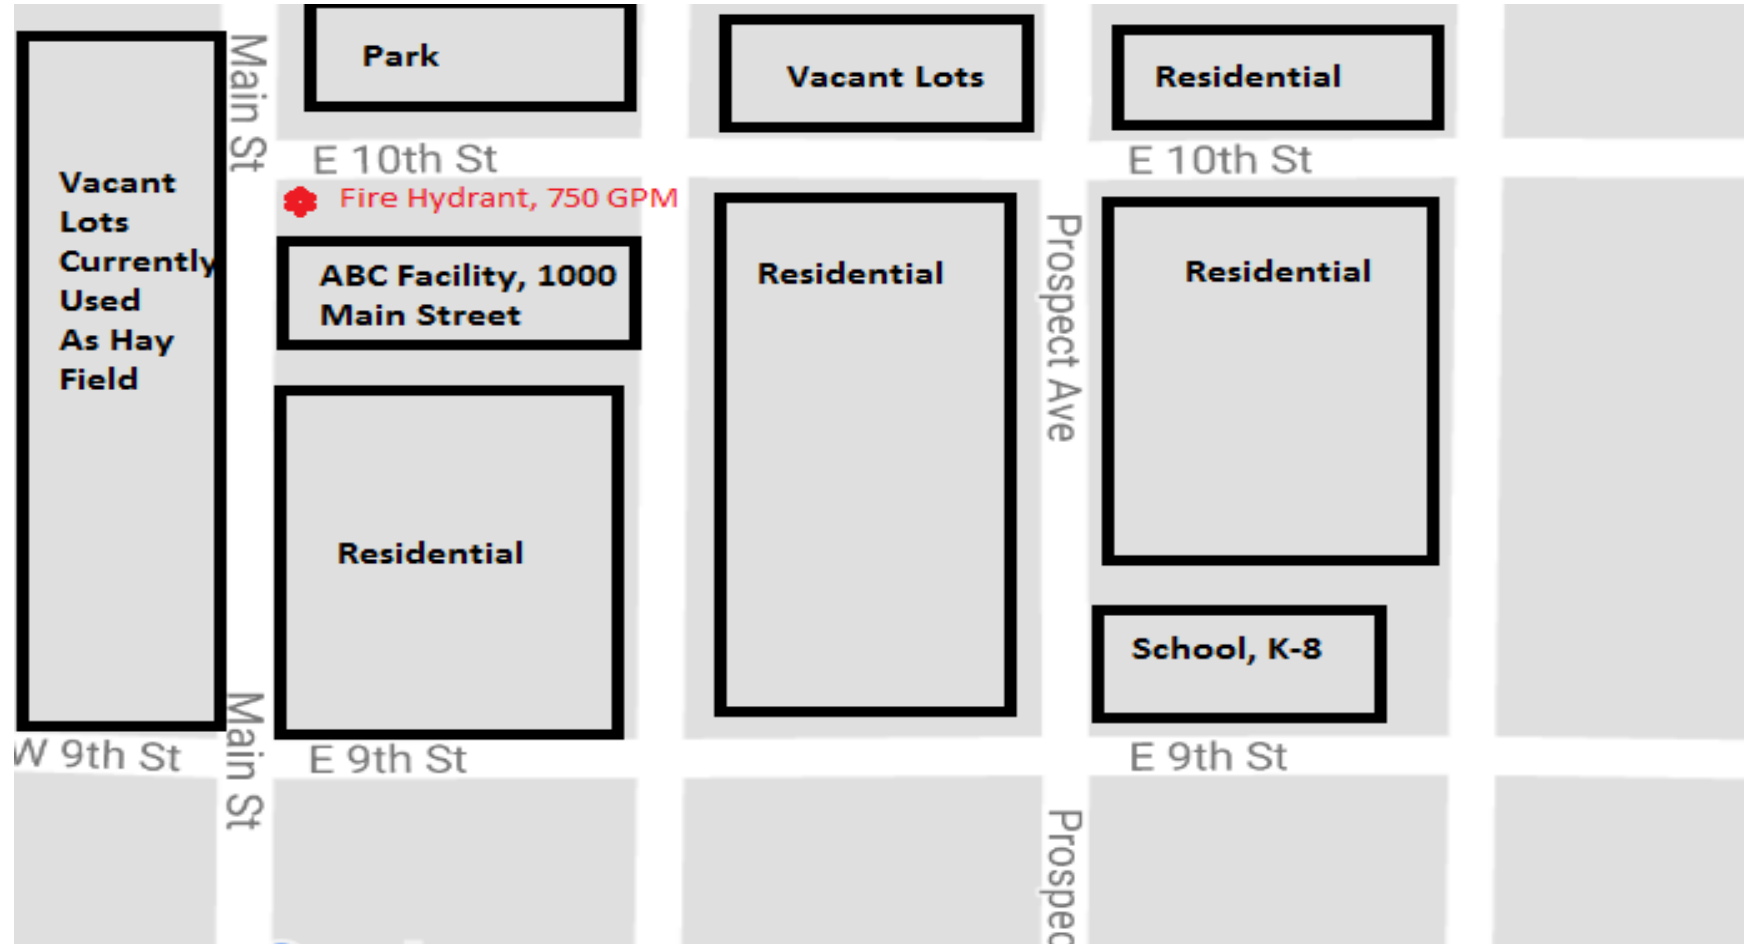 Main St
Park
Vacant Lots
Residential
E 10th St
E 10th St
Vacant
Lots
Currently
Used
As Hay
Field
Fire Hydrant, 750 GPM
ABC Facility, 1000
Main Street
Residential
Prospect Ave
Residential
Residential
School, K-8
Main St
W 9th St
E 9th St
E 9th St
Prospec